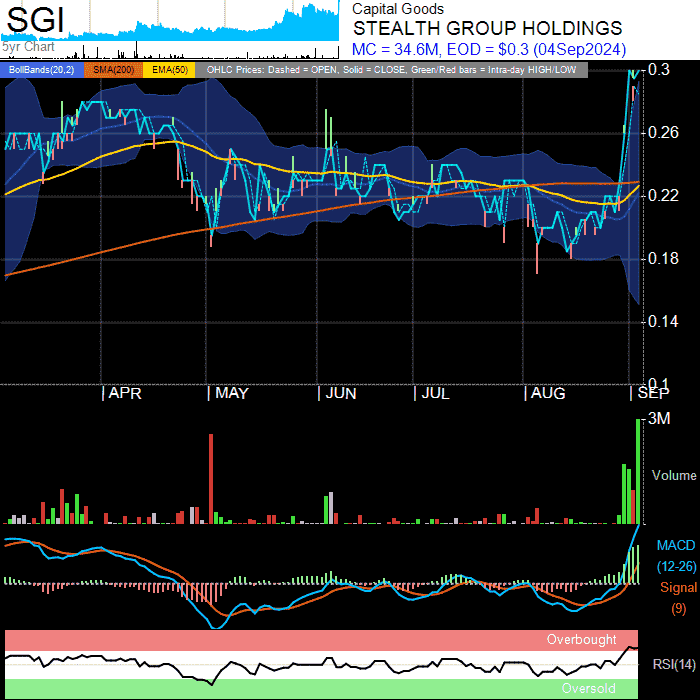 SGI
5yr Chart
Capital Goods
STEALTH GROUP HOLDINGS
MC = 34.6M, EOD = $0.3 (04Sep2024)
BollBands(20,2) SMA(200) EMA(50) OHLC Prices: Dashed = OPEN, Solid = CLOSE, Green/Red bars = Intra-day HIGH/LOW
0.3
0.26
0.22
0.18
0.14
0.1
APR MAY JUN JUL AUG SEP
3M
Volume
MACD
(12-26)
Signal
(9)
Overbought
RSI(14)
Oversold